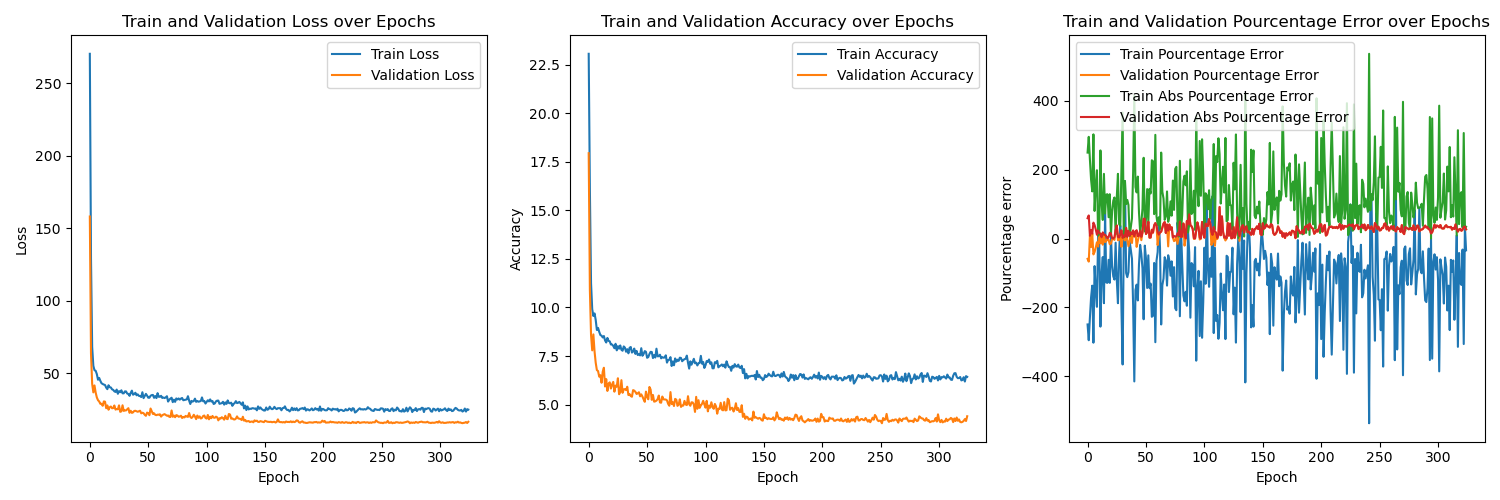 Train and Validation Loss over Epochs
Train Loss
Validation Loss
Loss
250
200
150
100
50
0
50
100
150
200
250
300
Epoch
Train and Validation Accuracy over Epochs
Train Accuracy
Validation Accuracy
Accuracy
22.5
20.0
17.5
15.0
12.5
10.0
7.5
5.0
0
50
100
150
200
250
300
Epoch
Train and Validation Pourcentage Error over Epochs
Train Pourcentage Error
Validation Pourcentage Error
Train Abs Pourcentage Error
Validation Abs Pourcentage Error
Pourcentage error
400
200
0
−200
−400
0
50
100
150
200
250
300
Epoch